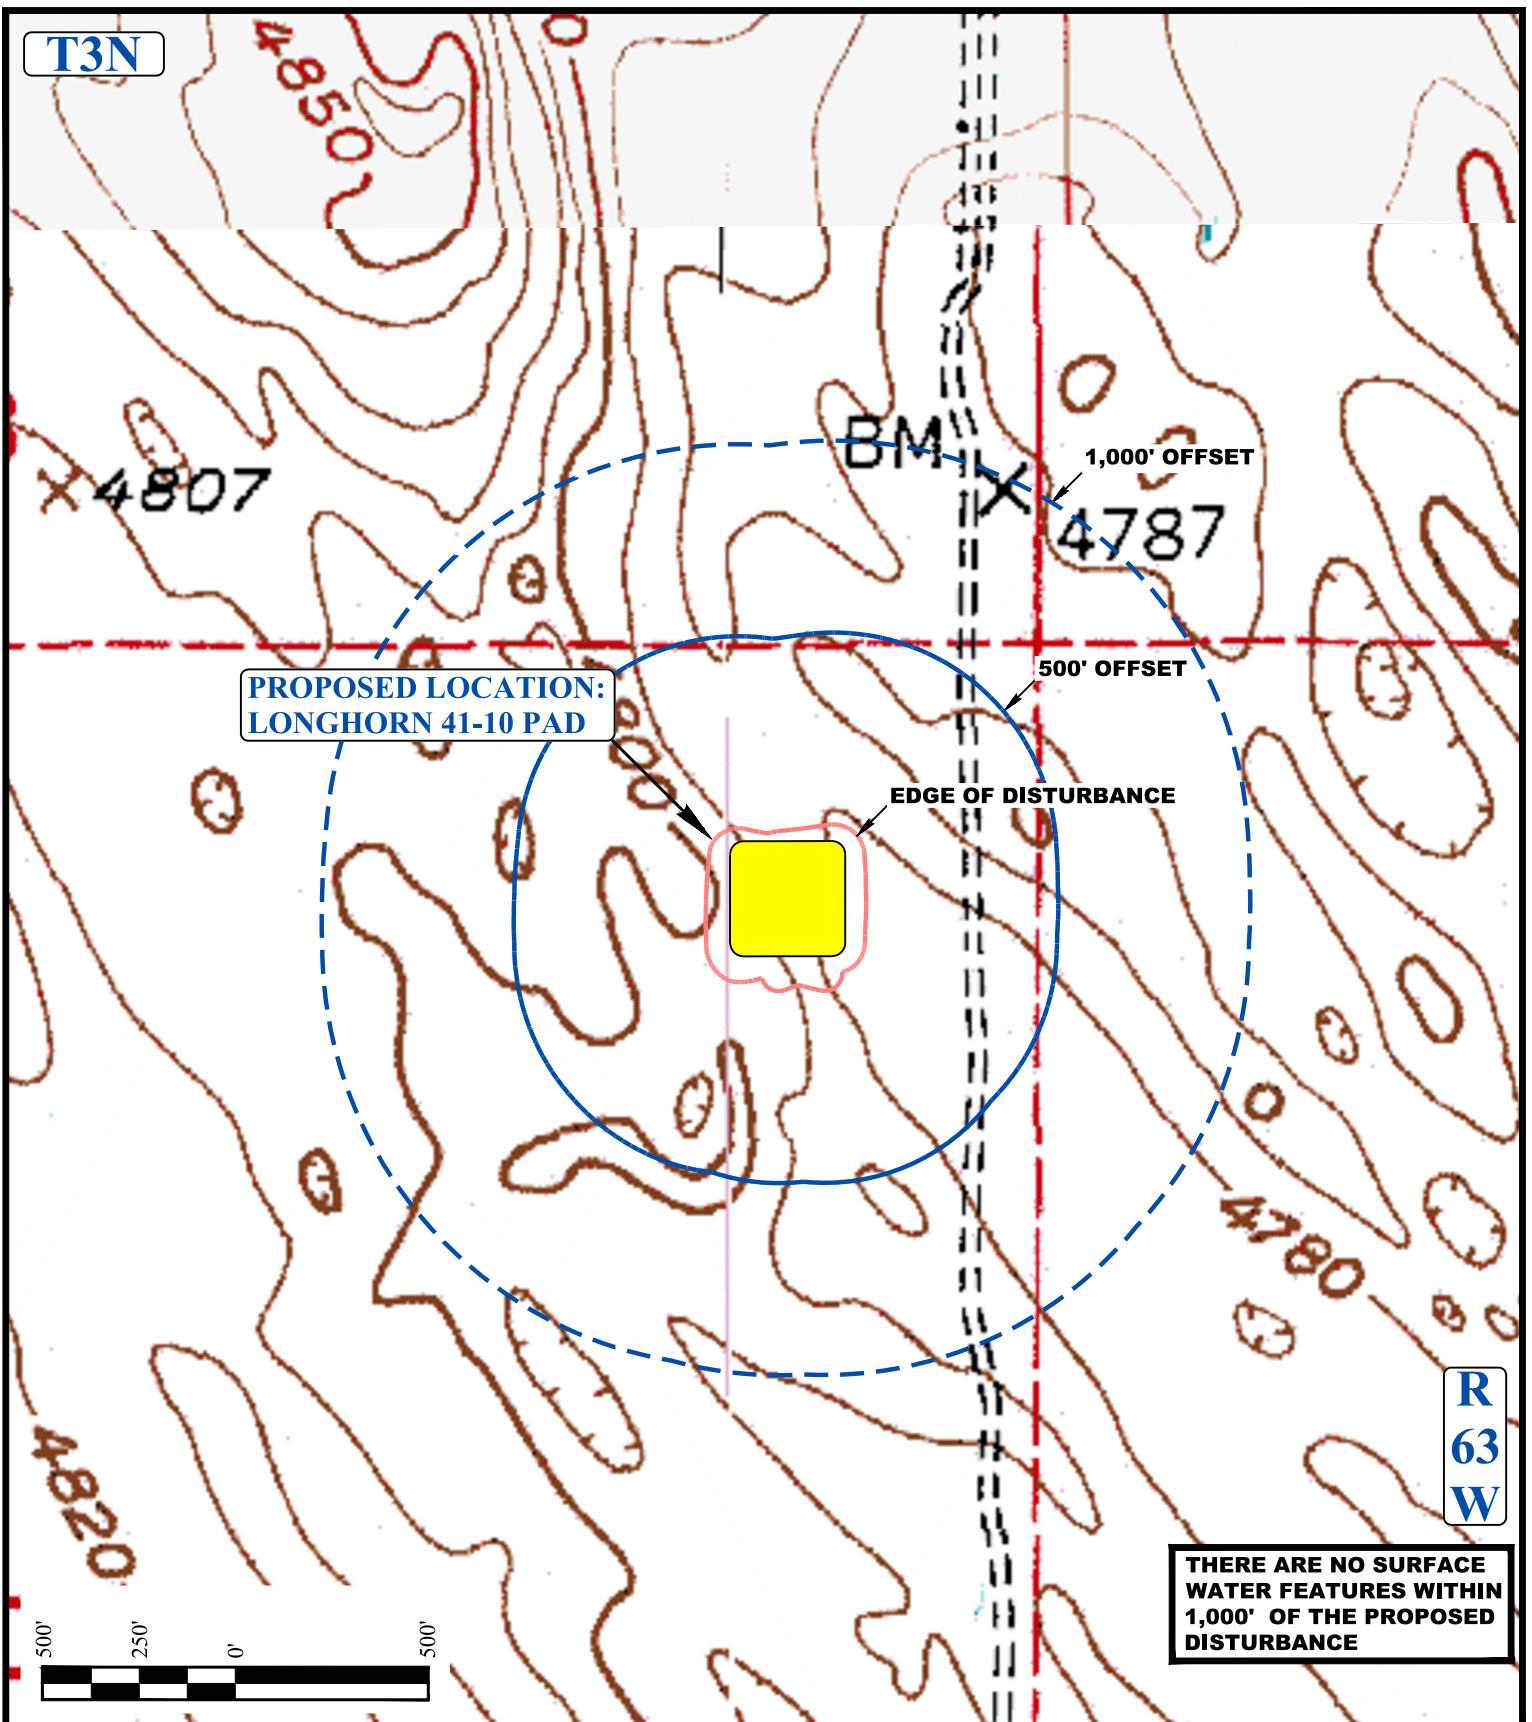 T3N
4850
0
4807
BM
1,000' OFFSET
4787
500' OFFSET
PROPOSED LOCATION:
LONGHORN 41-10 PAD
800
EDGE OF DISTURBANCE
4780
R
63
W
4820
THERE ARE NO SURFACE
WATER FEATURES WITHIN
1,000' OF THE PROPOSED
DISTURBANCE
500' 250' 0' 500'